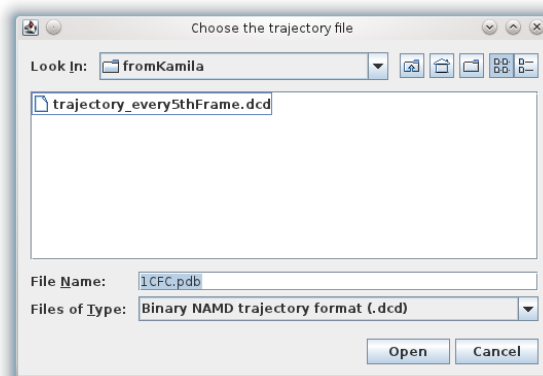 Choose the trajectory file
Look In: fromKamila
trajectory_every5thFrame.dcd
File Name: 1CFC.pdb
Files of Type: Binary NAMD trajectory format (.dcd)
Open Cancel